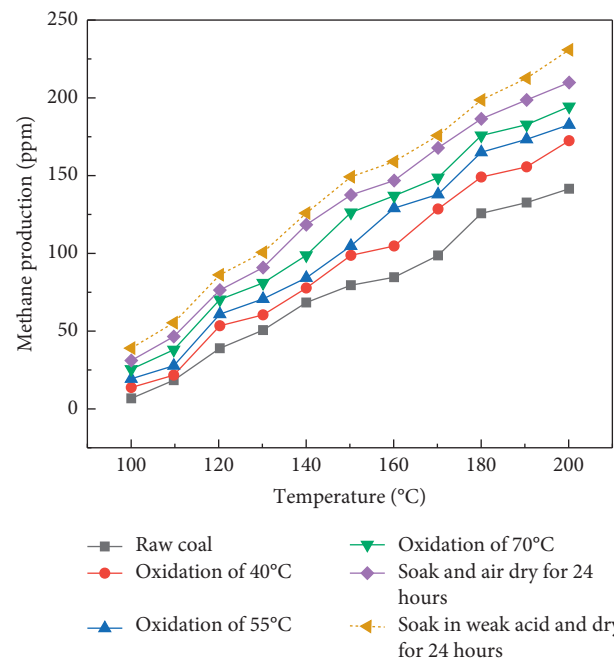 250
200
150
100
50
0
Methane production (ppm)
100 120 140 160 180 200
Temperature (°C)
Raw coal
Oxidation of 40°C
Oxidation of 55°C
Oxidation of 70°C
Soak and air dry for 24
hours
Soak in weak acid and dry
for 24 hours